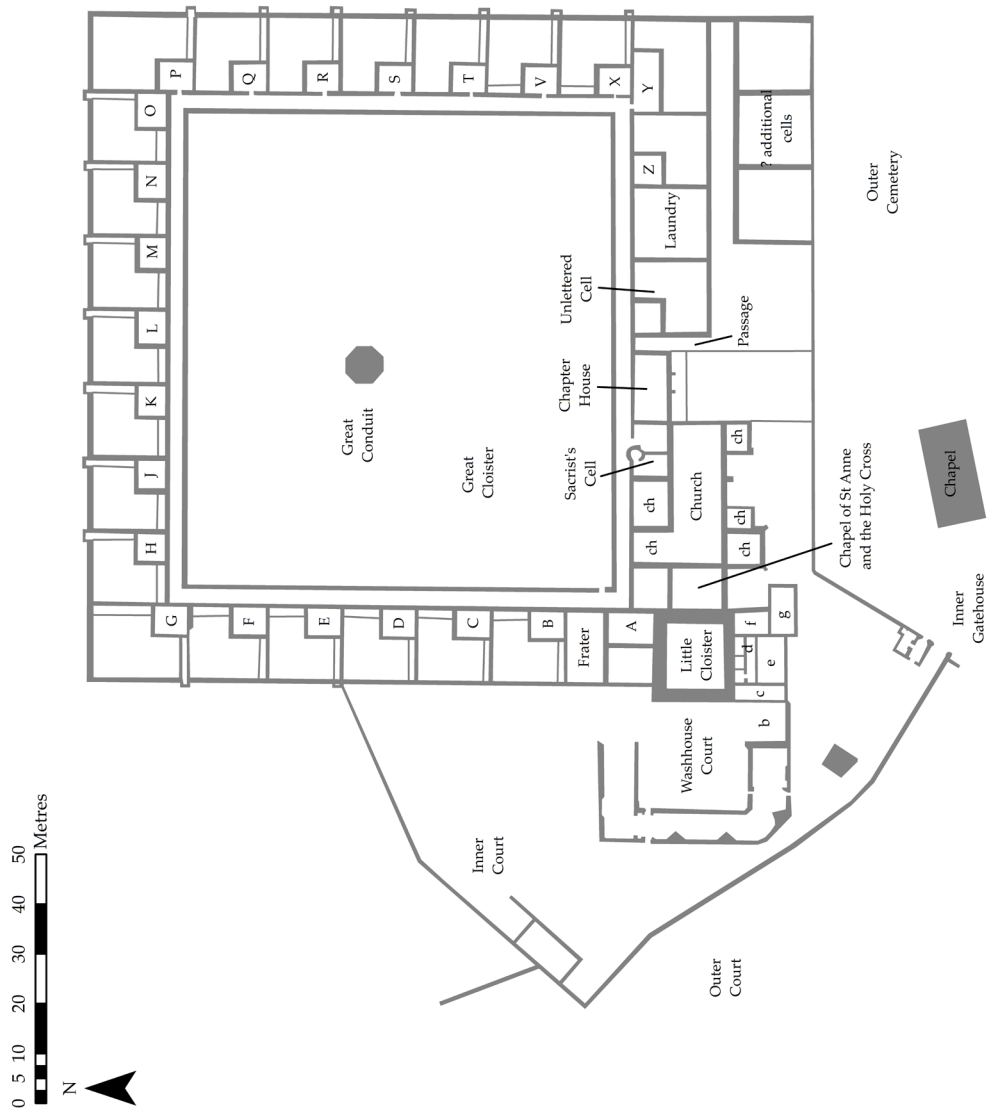 P
Q
R
S
T
V
X
Y
Z
O
N
M
L
K
J
H
G
F
E
D
C
B
A
? additional
cells
Outer
Cemetery
Laundry
Unlettered
Cell
Passage
Chapter
House
Great
Conduit
Great
Cloister
Sacrist's
Cell
ch
ch
Church
ch
ch
ch
Chapel of St Anne
and the Holy Cross
Chapel
Inner
Gatehouse
Frater
Little
Cloister
f
g
d
e
c
b
Washhouse
Court
Inner
Court
Outer
Court
0 5 10 20 30 40 50
Metres
N